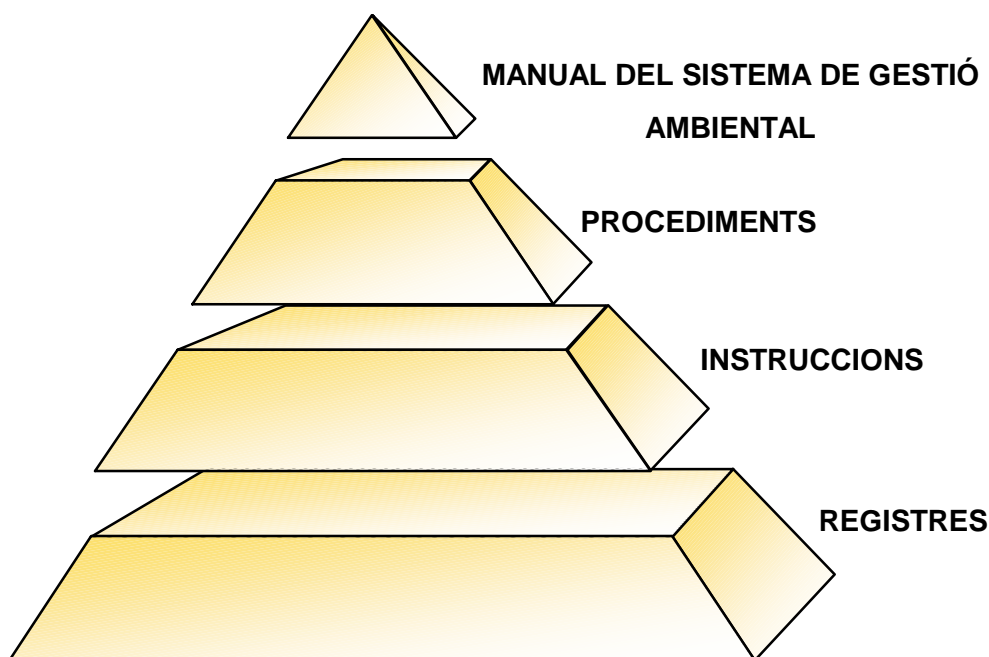 MANUAL DEL SISTEMA DE GESTIÓ
AMBIENTAL
PROCEDIMENTS
INSTRUCCIONS
REGISTRES